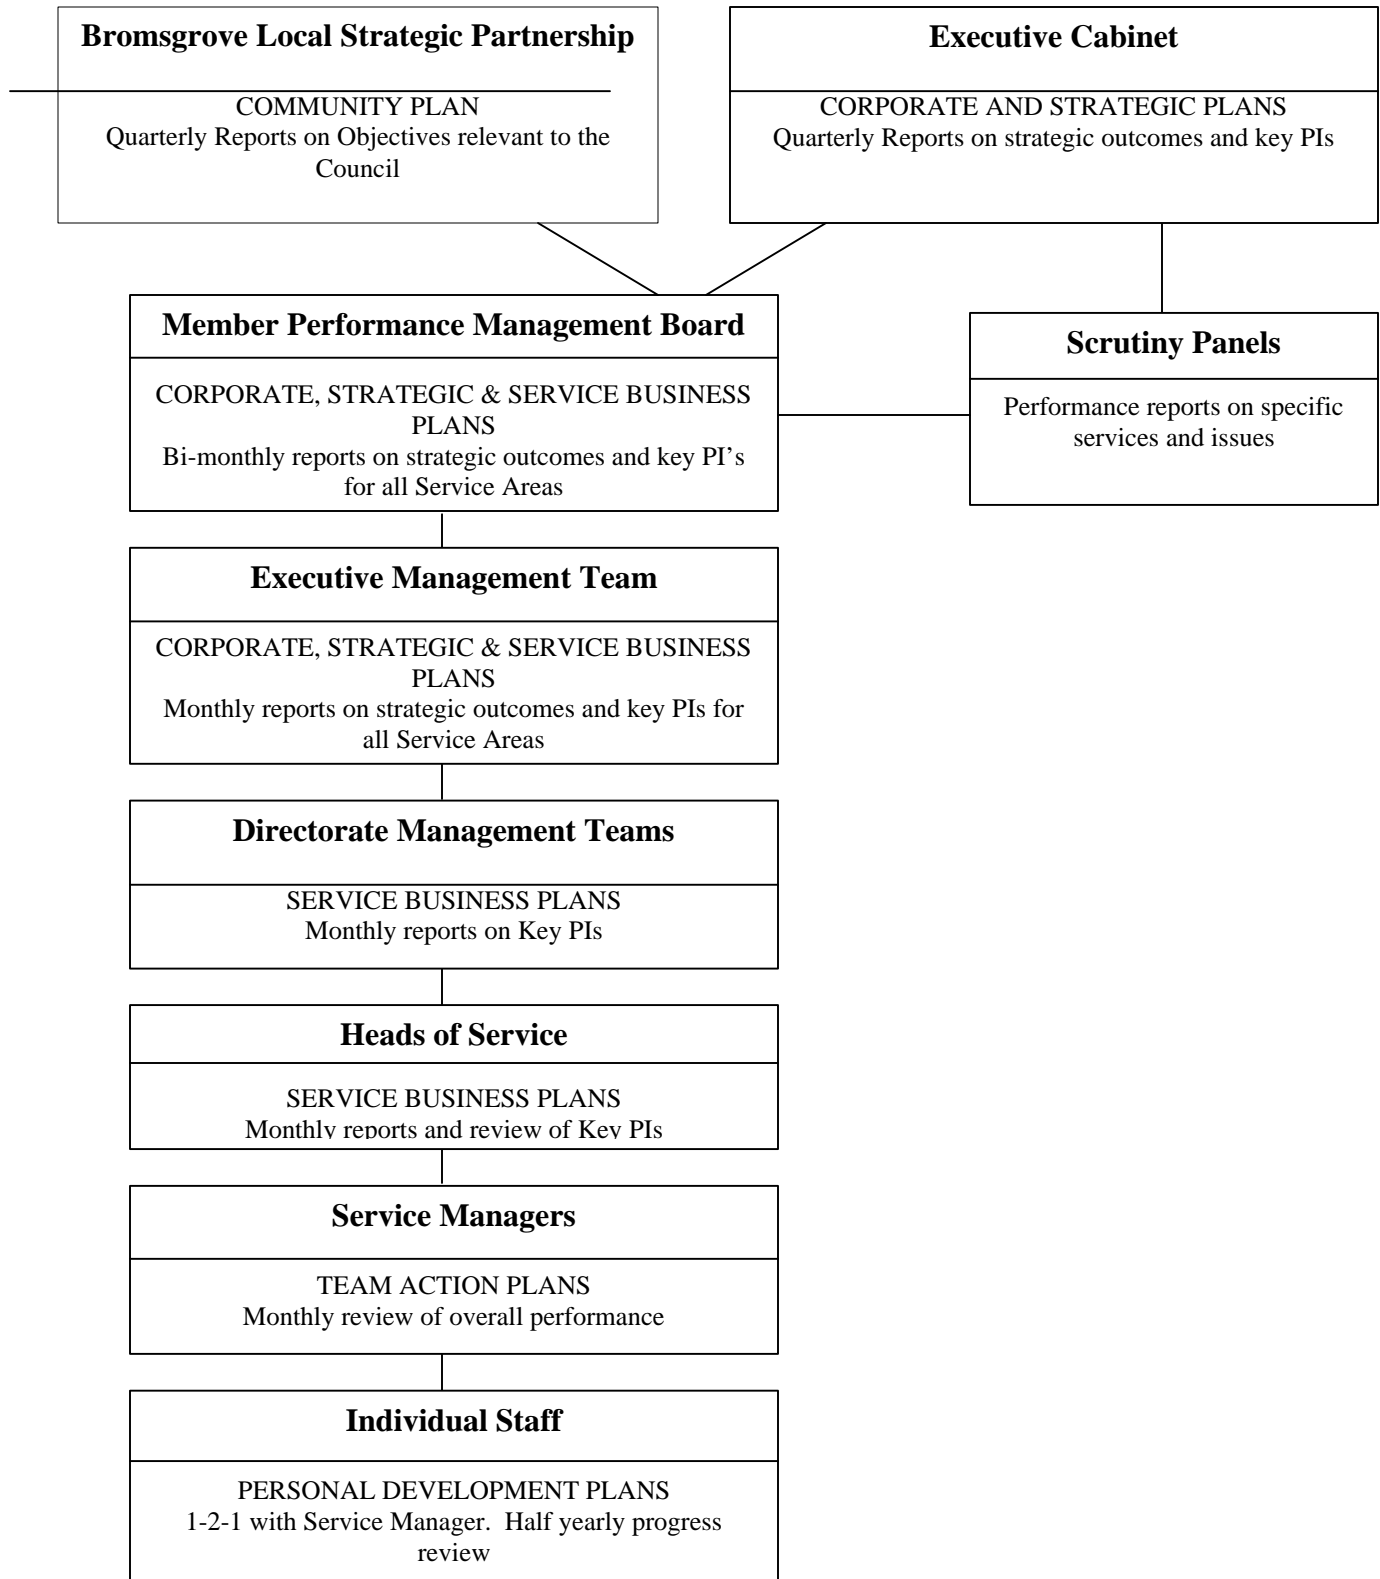 Bromsgrove Local Strategic Partnership
COMMUNITY PLAN
Quarterly Reports on Objectives relevant to the
Council
Executive Cabinet
CORPORATE AND STRATEGIC PLANS
Quarterly Reports on strategic outcomes and key PIs
Member Performance Management Board
CORPORATE, STRATEGIC & SERVICE BUSINESS
PLANS
Bi-monthly reports on strategic outcomes and key PI’s
for all Service Areas
Scrutiny Panels
Performance reports on specific
services and issues
Executive Management Team
CORPORATE, STRATEGIC & SERVICE BUSINESS
PLANS
Monthly reports on strategic outcomes and key PIs for
all Service Areas
Directorate Management Teams
SERVICE BUSINESS PLANS
Monthly reports on Key PIs
Heads of Service
SERVICE BUSINESS PLANS
Monthly reports and review of Key PIs
Service Managers
TEAM ACTION PLANS
Monthly review of overall performance
Individual Staff
PERSONAL DEVELOPMENT PLANS
1-2-1 with Service Manager.  Half yearly progress
review